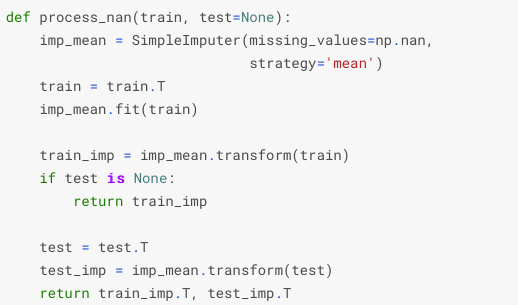 def process_nan(train, test=None):
    imp_mean = SimpleImputer(missing_values=np.nan,
                             strategy='mean')
    train = train.T
    imp_mean.fit(train)

    train_imp = imp_mean.transform(train)
    if test is None:
        return train_imp

    test = test.T
    test_imp = imp_mean.transform(test)
    return train_imp.T, test_imp.T